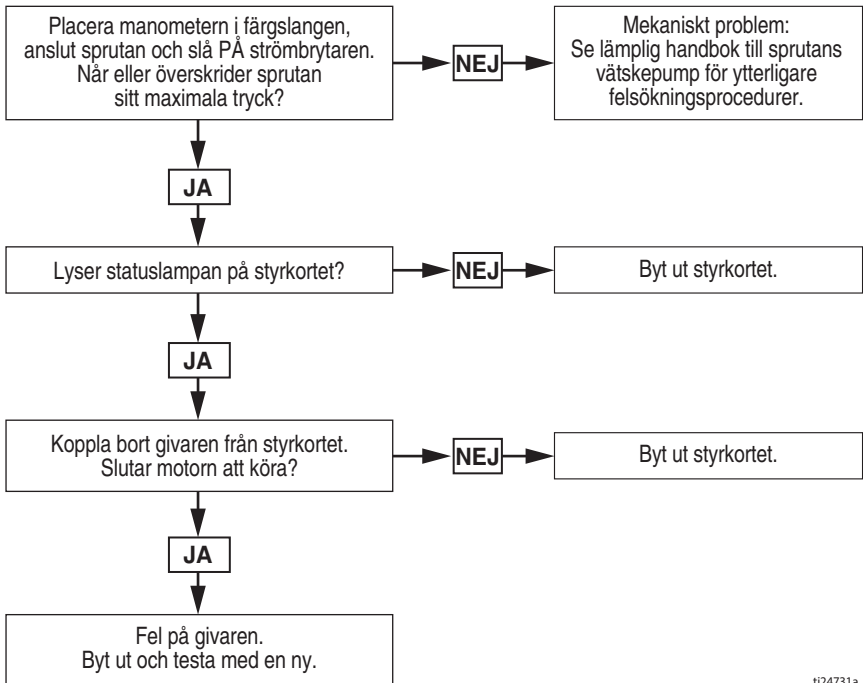 Placera manometern i färgslangen,
anslut sprutan och slå PÅ strömbrytaren.
Når eller överskrider sprutan
sitt maximala tryck?
NEJ
Mekaniskt problem:
Se lämplig handbok till sprutans
vätskepump för ytterligare
felsökningsprocedurer.
JA
Lyser statuslampan på styrkortet?
NEJ
Byt ut styrkortet.
JA
Koppla bort givaren från styrkortet.
Slutar motorn att köra?
NEJ
Byt ut styrkortet.
JA
Fel på givaren.
Byt ut och testa med en ny.
ti24731a